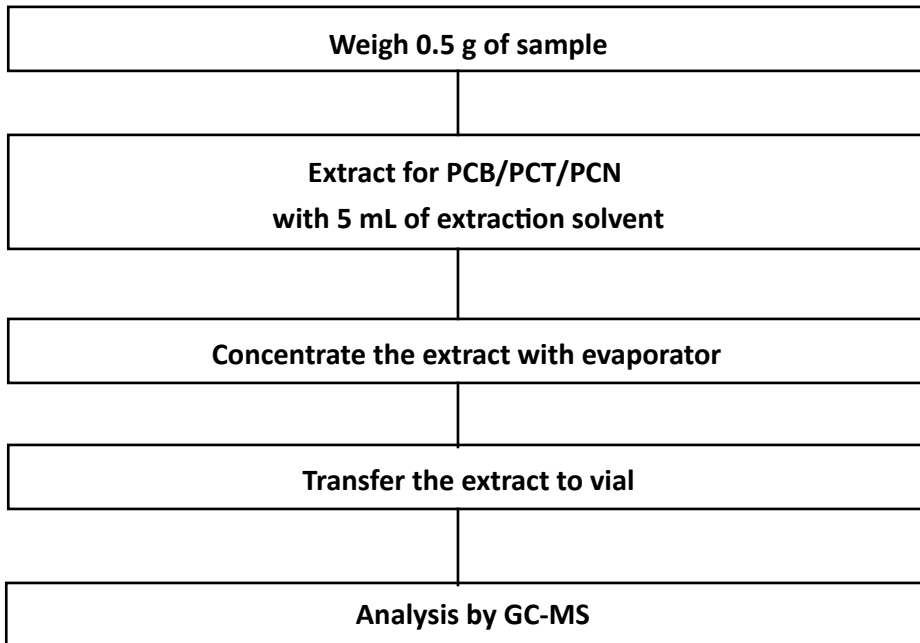 Weigh 0.5 g of sample
Extract for PCB/PCT/PCN
with 5 mL of extraction solvent
Concentrate the extract with evaporator
Transfer the extract to vial
Analysis by GC-MS